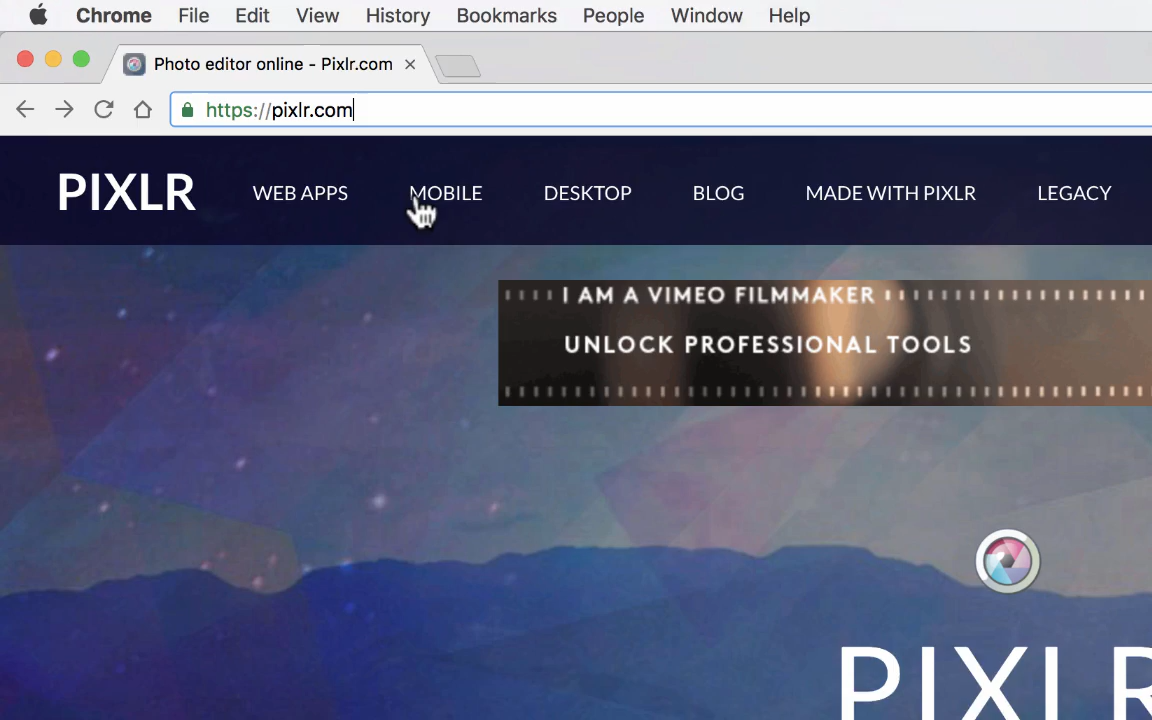 Chrome File Edit View History Bookmarks People Window Help
Photo editor online - Pixlr.com
https://pixlr.com
PIXLR WEB APPS MOBILE DESKTOP BLOG MADE WITH PIXLR LEGACY
I AM A VIMEO FILMMAKER
UNLOCK PROFESSIONAL TOOLS
PIXLR